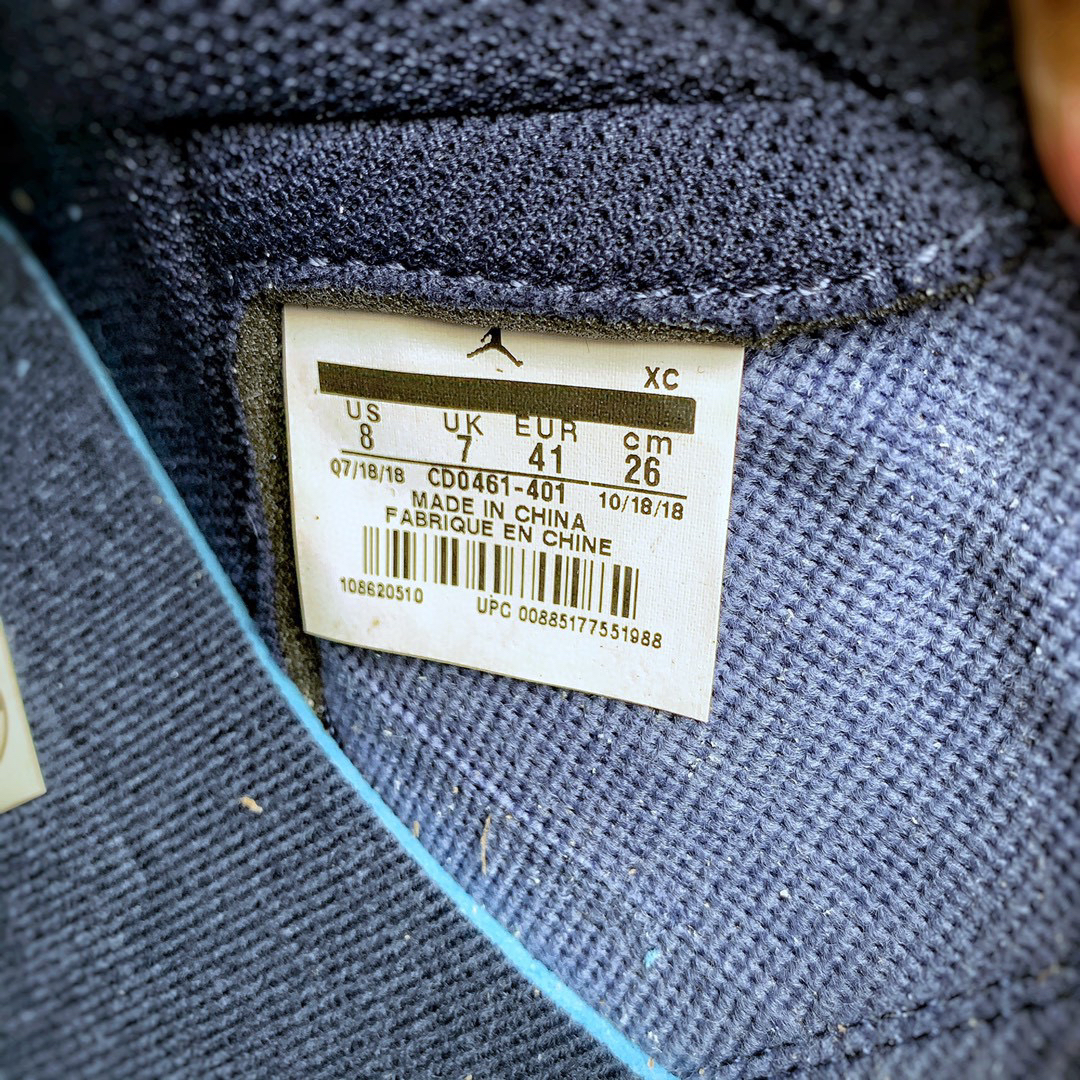 XC
US UK EUR cm
8 7 41 26
07/18/18 CD0461-401 10/18/18
MADE IN CHINA
FABRIQUE EN CHINE
108620510 UPC 00885177551988